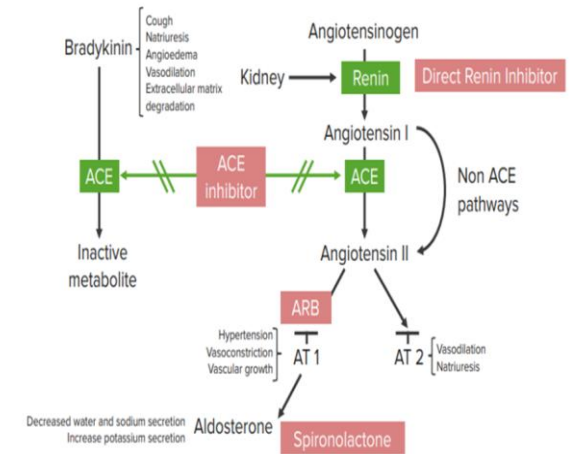 Bradykinin
Cough
Natriuresis
Angioedema
Vasodilation
Extracellular matrix
degradation
Angiotensinogen
Kidney
Renin
Direct Renin Inhibitor
Angiotensin I
ACE
ACE
inhibitor
ACE
Non ACE
pathways
Inactive
metabolite
Angiotensin II
ARB
Hypertension
Vasoconstriction
Vascular growth
AT 1
AT 2
Vasodilation
Natriuresis
Decreased water and sodium secretion
Increase potassium secretion
Aldosterone
Spironolactone